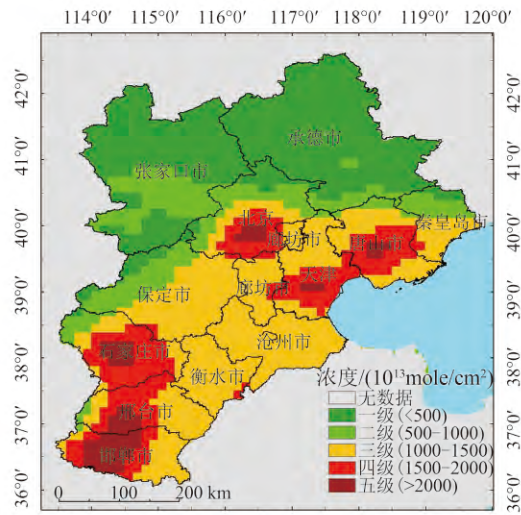 114°0′ 115°0′ 116°0′ 117°0′ 118°0′ 119°0′ 120°0′
42°0′
41°0′
40°0′
39°0′
38°0′
37°0′
36°0′
42°0′
41°0′
40°0′
39°0′
38°0′
37°0′
36°0′
承德市
张家口市
北京
秦皇岛市
廊坊市
唐山市
天津
廊坊市
保定市
沧州市
石家庄市
衡水市
邢台市
邯郸市
浓度/(10¹³mole/cm²)
无数据
一级(<500)
二级(500–1000)
三级(1000–1500)
四级(1500–2000)
五级(>2000)
0 100 200 km